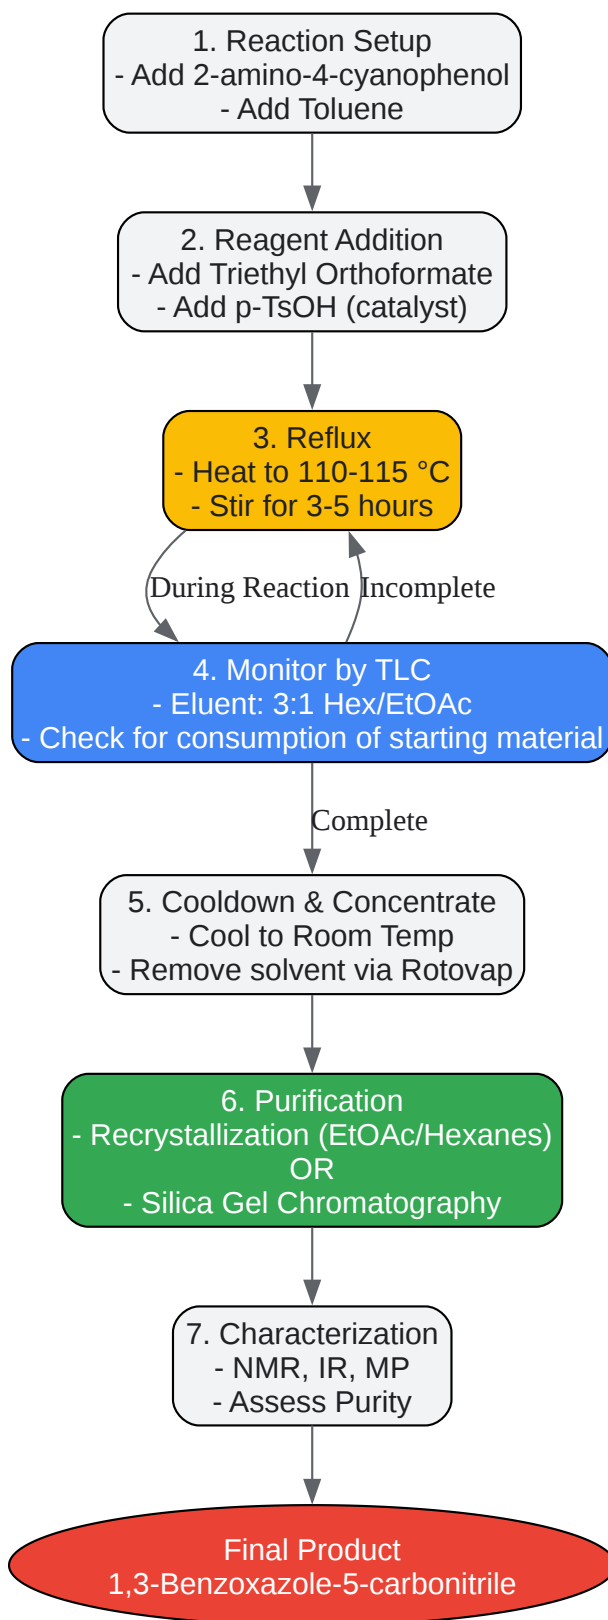 1. Reaction Setup
- Add 2-amino-4-cyanophenol
- Add Toluene
2. Reagent Addition
- Add Triethyl Orthoformate
- Add p-TsOH (catalyst)
3. Reflux
- Heat to 110-115 °C
- Stir for 3-5 hours
During Reaction
Incomplete
4. Monitor by TLC
- Eluent: 3:1 Hex/EtOAc
- Check for consumption of starting material
Complete
5. Cooldown & Concentrate
- Cool to Room Temp
- Remove solvent via Rotovap
6. Purification
- Recrystallization (EtOAc/Hexanes)
OR
- Silica Gel Chromatography
7. Characterization
- NMR, IR, MP
- Assess Purity
Final Product
1,3-Benzoxazole-5-carbonitrile